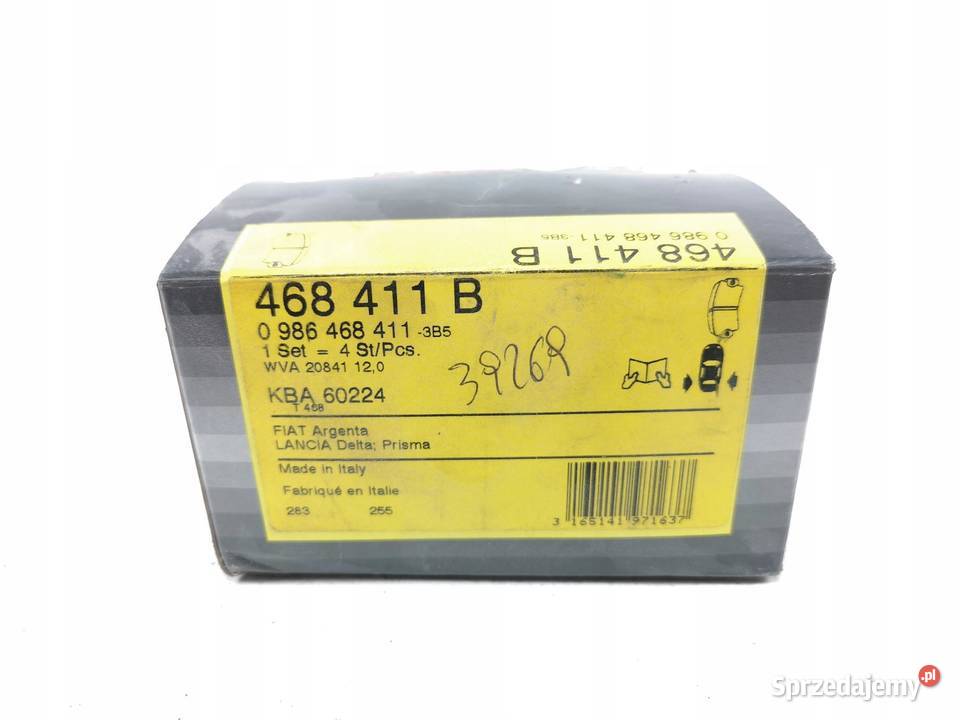 468 411 B
0 986 468 411-3B5
468 411 B
0 986 468 411 -3B5
1 Set = 4 St/Pcs.
WVA 20841 12,0
39269
KBA 60224
T 468
FIAT Argenta
LANCIA Delta; Prisma
Made in Italy
Fabriqué en Italie
283 255
3 165141 971637
Sprzedajemy.pl